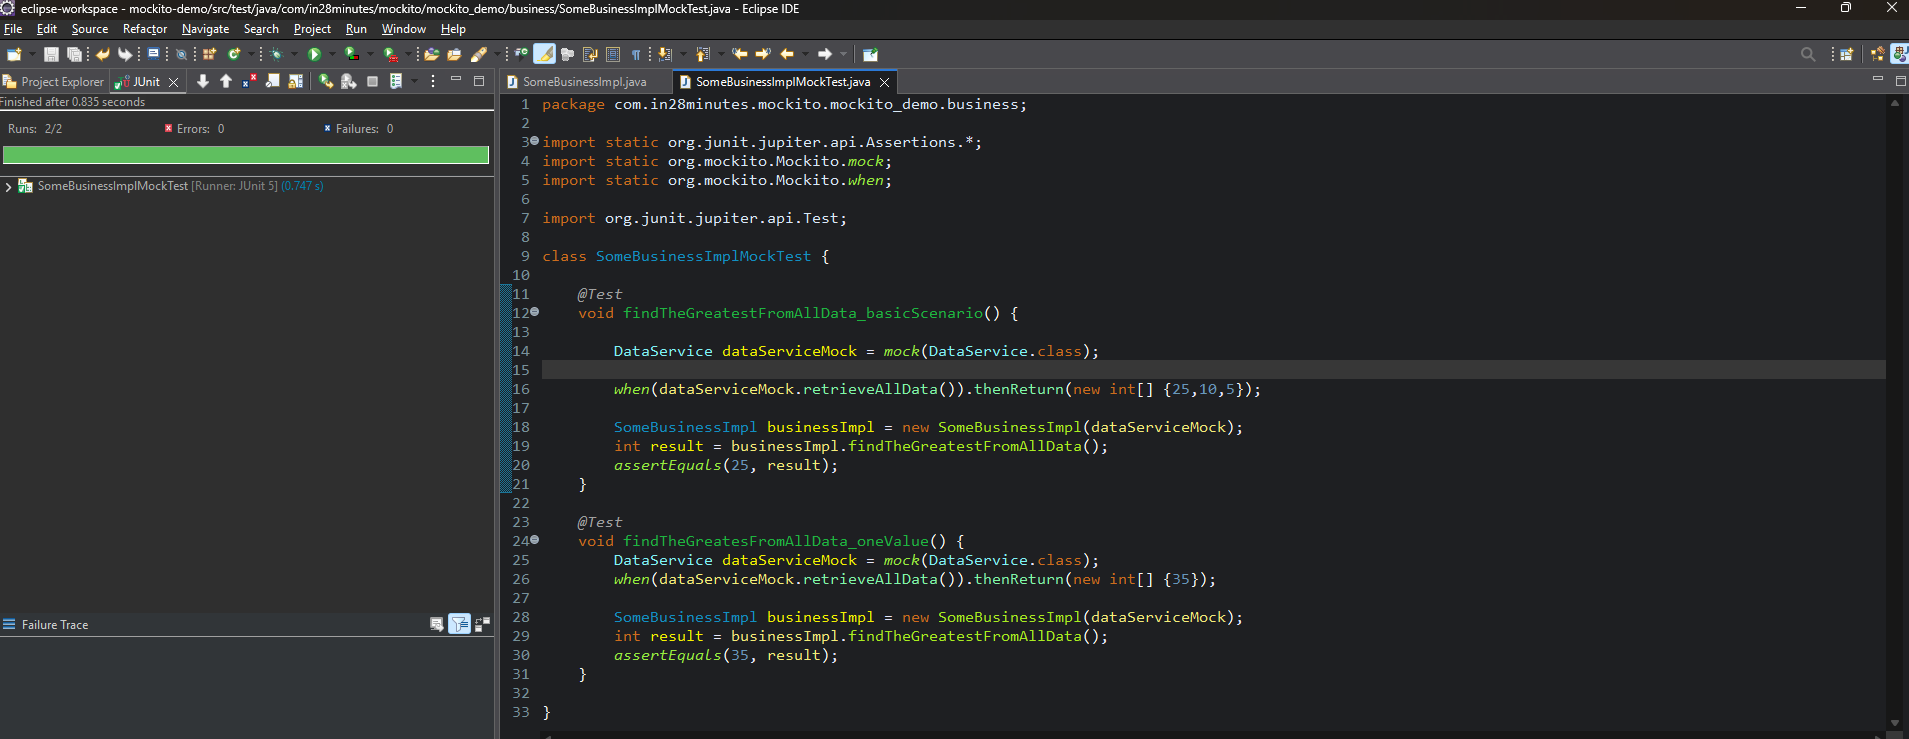 eclipse-workspace - mockito-demo/src/test/java/com/in28minutes/mockito/mockito_demo/business/SomeBusinessImplMockTest.java - Eclipse IDE
File Edit Source Refactor Navigate Search Project Run Window Help
Project Explorer JUnit
Finished after 0.835 seconds
Runs: 2/2 Errors: 0 Failures: 0
SomeBusinessImplMockTest [Runner: JUnit 5] (0.747 s)
Failure Trace
SomeBusinessImpl.java SomeBusinessImplMockTest.java
1 package com.in28minutes.mockito.mockito_demo.business;
2
3 import static org.junit.jupiter.api.Assertions.*;
4 import static org.mockito.Mockito.mock;
5 import static org.mockito.Mockito.when;
6
7 import org.junit.jupiter.api.Test;
8
9 class SomeBusinessImplMockTest {
10
11 @Test
12 void findTheGreatestFromAllData_basicScenario() {
13
14 DataService dataServiceMock = mock(DataService.class);
15
16 when(dataServiceMock.retrieveAllData()).thenReturn(new int[] {25,10,5});
17
18 SomeBusinessImpl businessImpl = new SomeBusinessImpl(dataServiceMock);
19 int result = businessImpl.findTheGreatestFromAllData();
20 assertEquals(25, result);
21 }
22
23 @Test
24 void findTheGreatesFromAllData_oneValue() {
25 DataService dataServiceMock = mock(DataService.class);
26 when(dataServiceMock.retrieveAllData()).thenReturn(new int[] {35});
27
28 SomeBusinessImpl businessImpl = new SomeBusinessImpl(dataServiceMock);
29 int result = businessImpl.findTheGreatestFromAllData();
30 assertEquals(35, result);
31 }
32
33 }